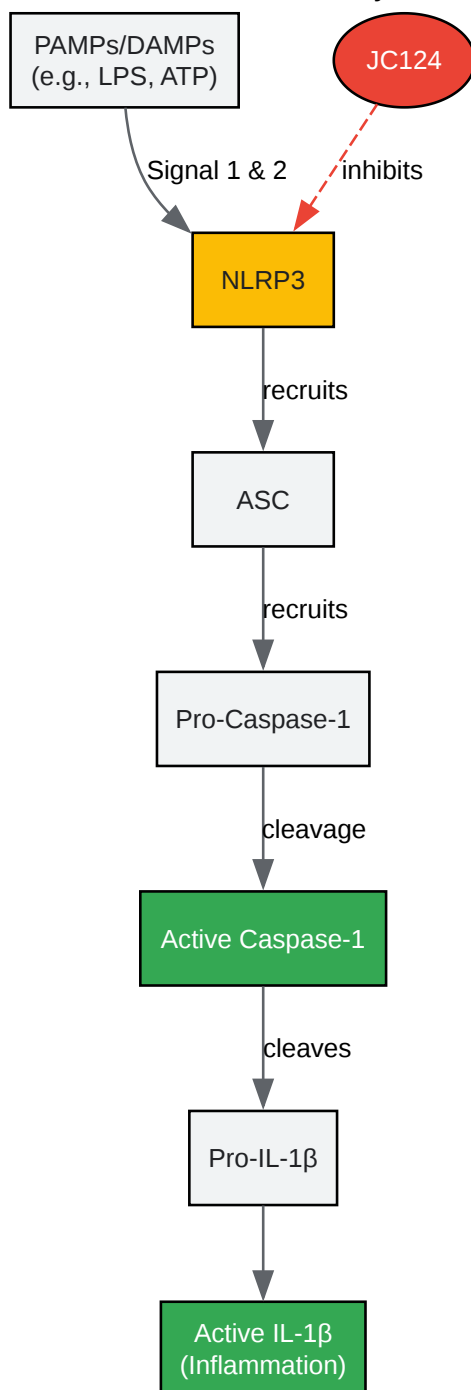 PAMPs/DAMPs
(e.g., LPS, ATP)
JC124
Signal 1 & 2
inhibits
NLRP3
recruits
ASC
recruits
Pro-Caspase-1
cleavage
Active Caspase-1
cleaves
Pro-IL-1β
Active IL-1β
(Inflammation)